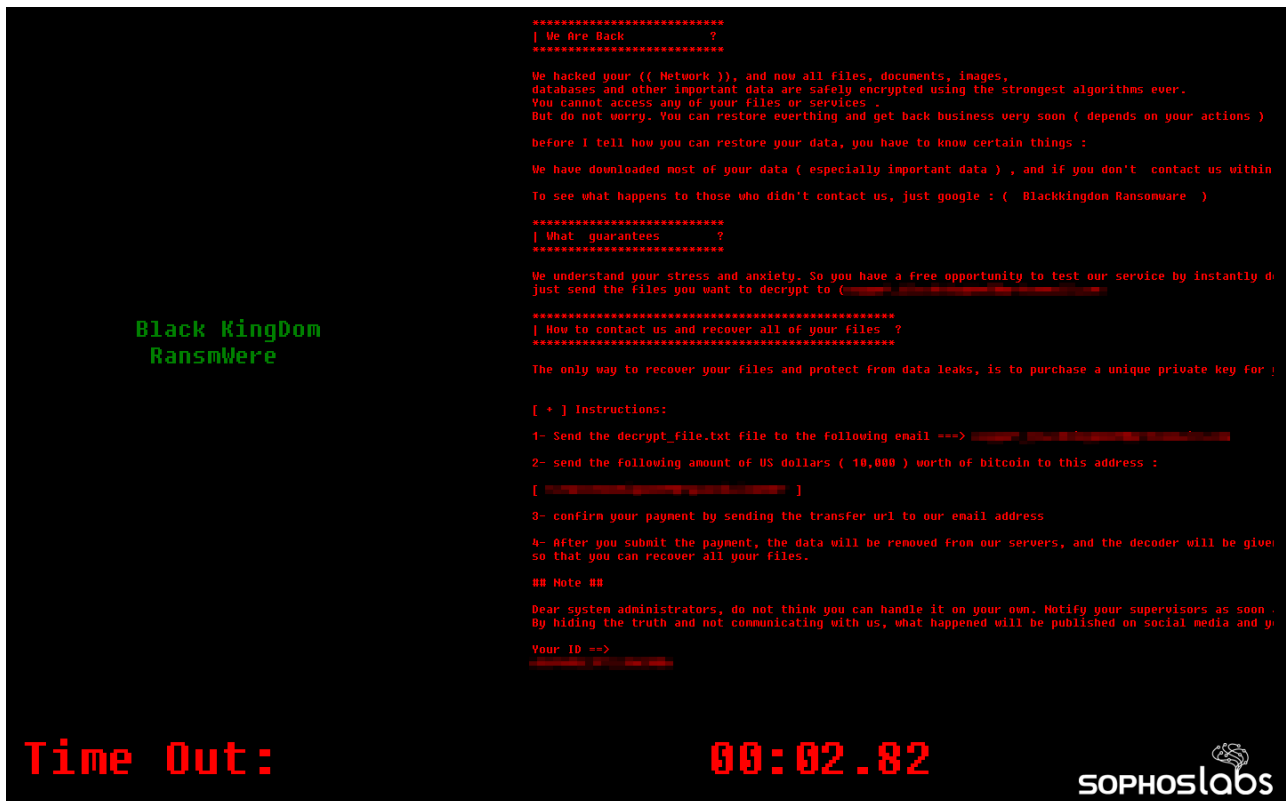 ***************************
| We Are Back            ?
***************************
We hacked your (( Network )), and now all files, documents, images,
databases and other important data are safely encrypted using the strongest algorithms ever.
You cannot access any of your files or services .
But do not worry. You can restore everthing and get back business very soon ( depends on your actions )
before I tell how you can restore your data, you have to know certain things :
We have downloaded most of your data ( especially important data ) , and if you don't  contact us within
To see what happens to those who didn't contact us, just google : (  Blackkingdom Ransomware  )
***************************
| What  guarantees        ?
***************************
We understand your stress and anxiety. So you have a free opportunity to test our service by instantly
just send the files you want to decrypt to (
***************************************************
| How to contact us and recover all of your files  ?
***************************************************
The only way to recover your files and protect from data leaks, is to purchase a unique private key for
[ + ] Instructions:
1- Send the decrypt_file.txt file to the following email ===>
2- send the following amount of US dollars ( 10,000 ) worth of bitcoin to this address :
[ ]
3- confirm your payment by sending the transfer url to our email address
4- After you submit the payment, the data will be removed from our servers, and the decoder will be
so that you can recover all your files.
## Note ##
Dear system administrators, do not think you can handle it on your own. Notify your supervisors as soon
By hiding the truth and not communicating with us, what happened will be published on social media and
Your ID ==>
Black KingDom
RansmWere
Time Out:
00:02.82
SOPHOSlabs